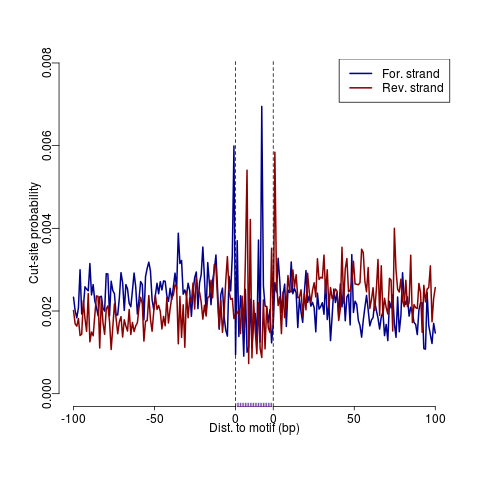 0.008
0.006
0.004
0.002
0.000
Cut-site probability
For. strand
Rev. strand
-100
-50
0
0
50
100
Dist. to motif (bp)